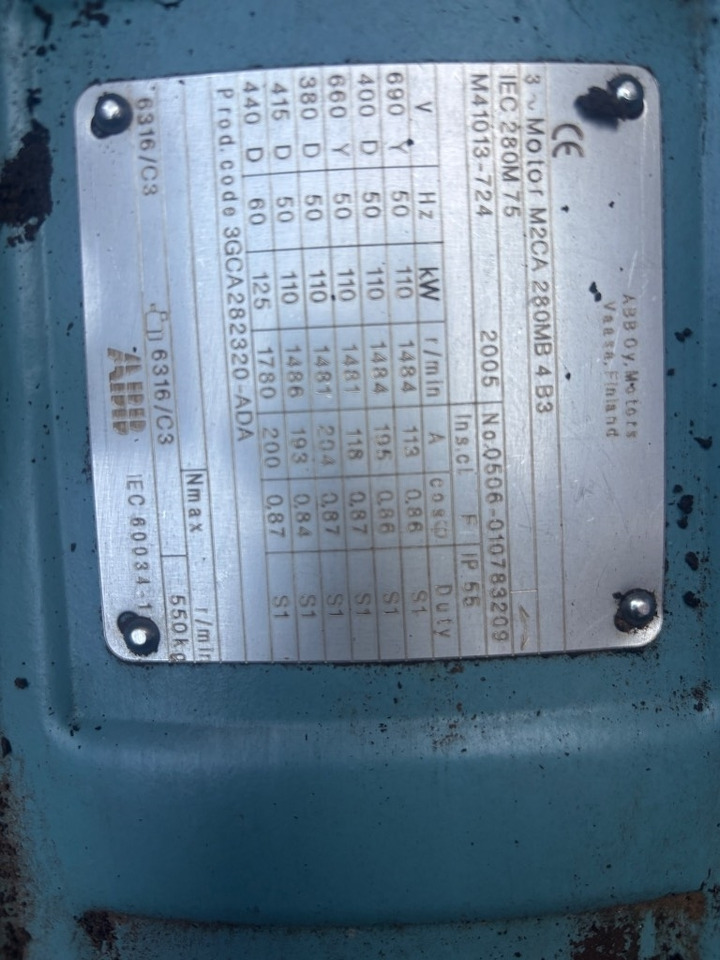 ABB Oy, Motors
Vaasa, Finland
CE
3 ~ Motor M2CA 280MB 4 B3
IEC 280M 75
M41013-724 2005 No.0506-010783209
Ins.cl. F IP 55
V Hz kW r/min A cosφ Duty
690 Y 50 110 1484 113 0,86 S1
400 D 50 110 1484 195 0,86 S1
660 Y 50 110 1481 118 0,87 S1
380 D 50 110 1481 204 0,87 S1
415 D 50 110 1486 193 0,84 S1
440 D 60 125 1780 200 0,87 S1
Prod.code 3GCA282320-ADA
Nmax r/min
6316/C3 6316/C3 550kg
ABB IEC 60034-1